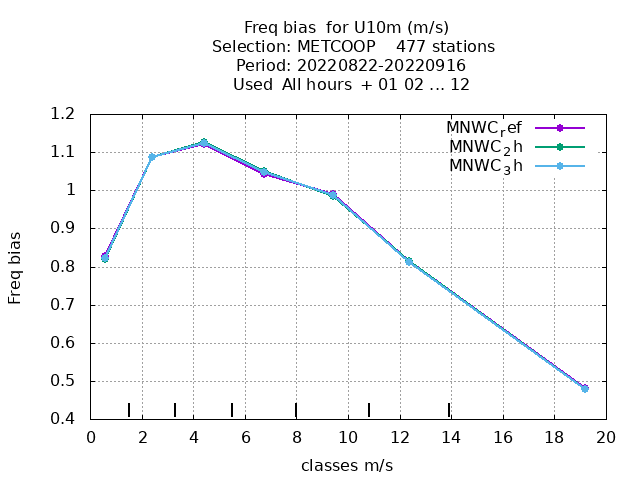 Freq bias  for U10m (m/s)
Selection: METCOOP    477 stations
Period: 20220822-20220916
Used  All hours  + 01 02 ... 12
MNWC_ref
MNWC_2h
MNWC_3h
1.2
1.1
1
0.9
0.8
0.7
0.6
0.5
0.4
Freq bias
0 2 4 6 8 10 12 14 16 18 20
classes m/s